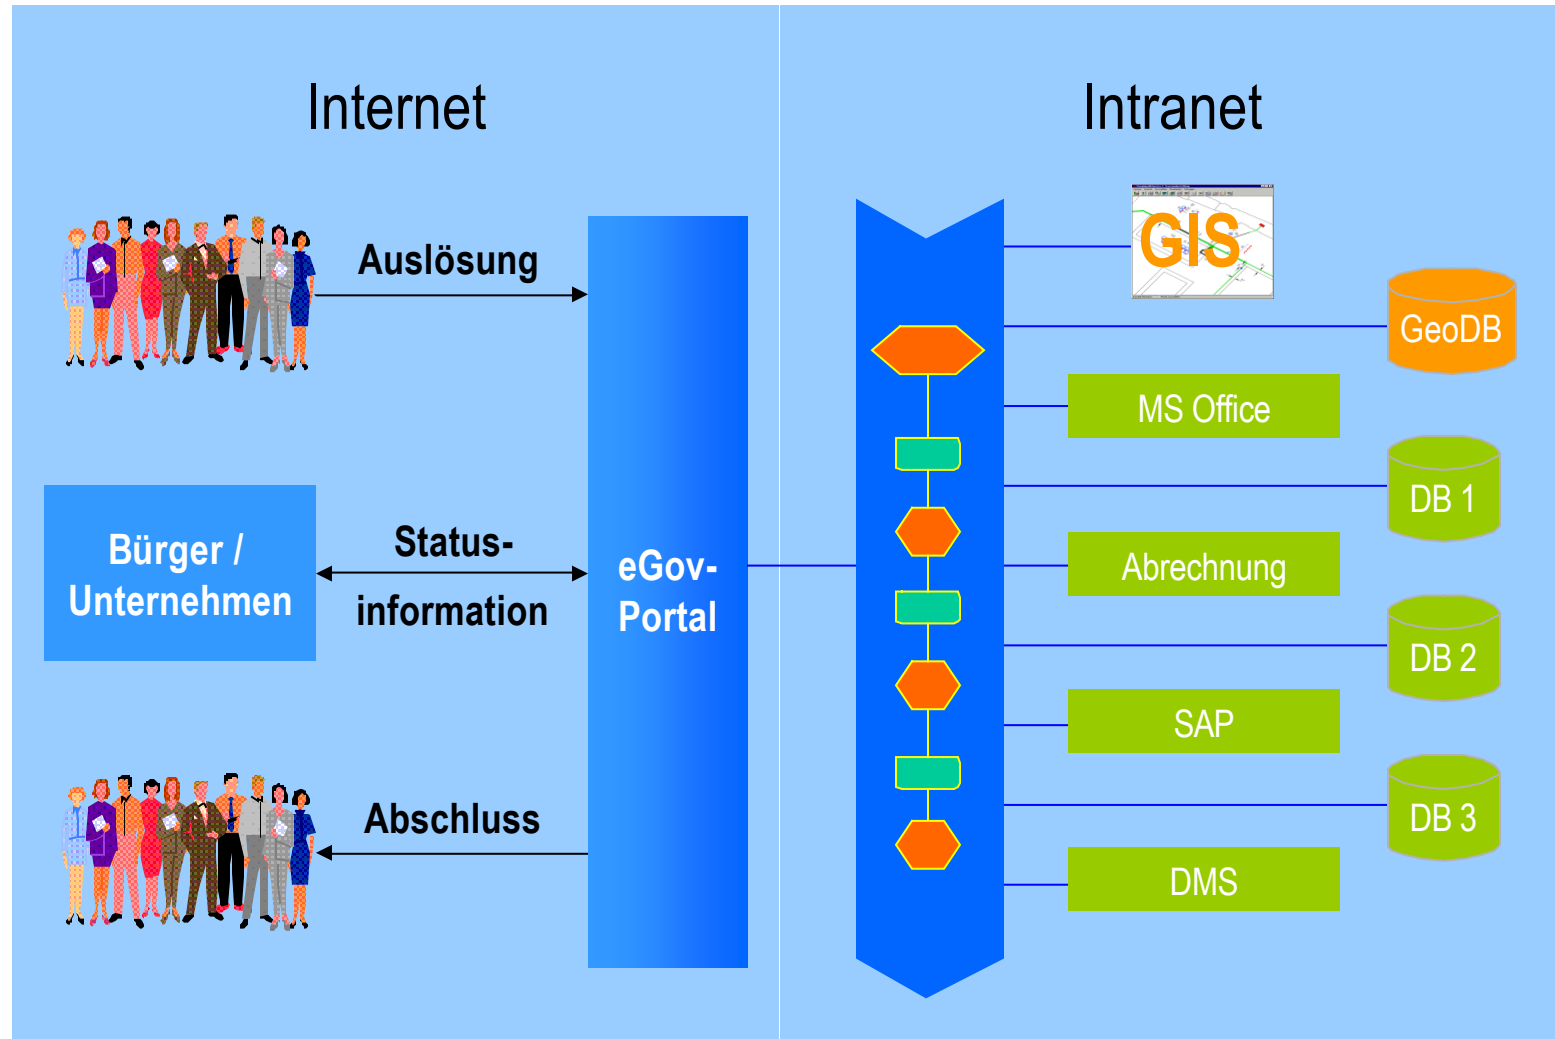 Internet
Auslösung
Bürger /
Unternehmen
Status-
information
eGov-
Portal
Abschluss
Intranet
GIS
GeoDB
MS Office
DB 1
Abrechnung
DB 2
SAP
DB 3
DMS